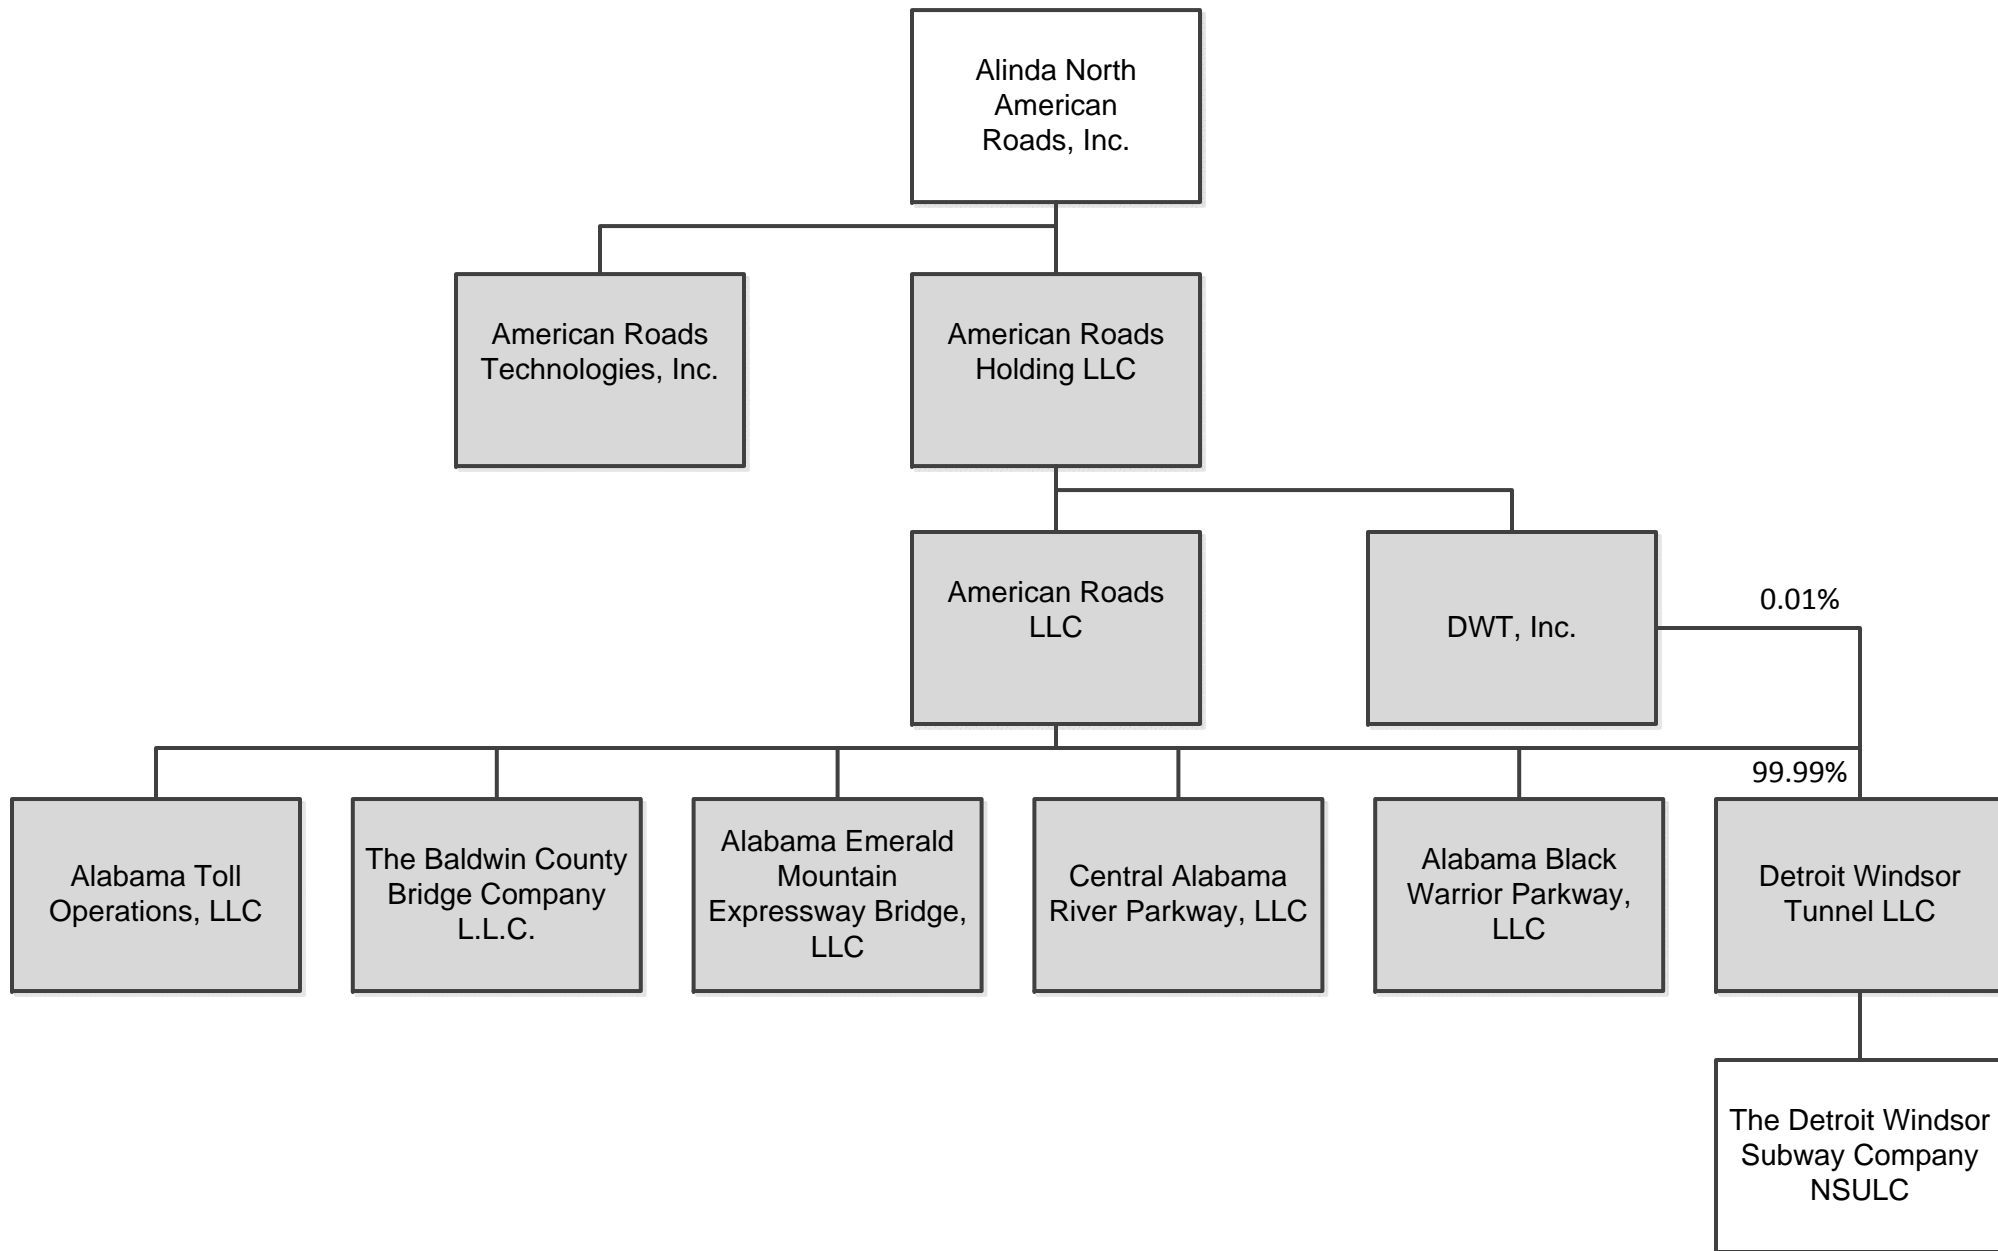 Alinda North
American
Roads, Inc.
American Roads
Technologies, Inc.
American Roads
Holding LLC
American Roads
LLC
DWT, Inc.
0.01%
99.99%
Alabama Toll
Operations, LLC
The Baldwin County
Bridge Company
L.L.C.
Alabama Emerald
Mountain
Expressway Bridge,
LLC
Central Alabama
River Parkway, LLC
Alabama Black
Warrior Parkway,
LLC
Detroit Windsor
Tunnel LLC
The Detroit Windsor
Subway Company
NSULC